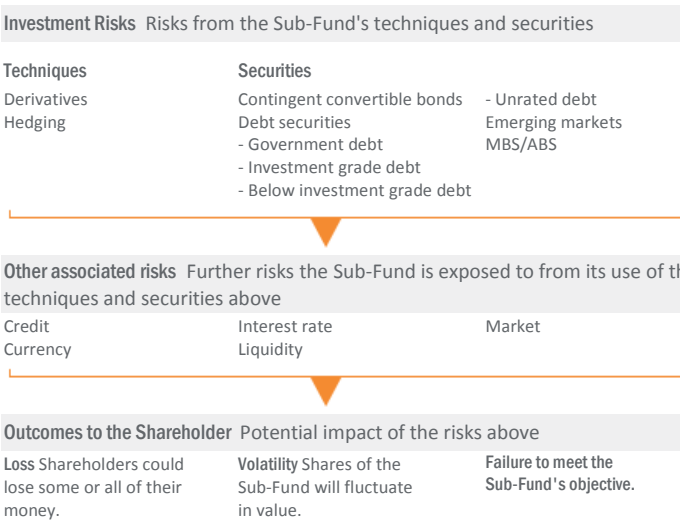 Investment Risks Risks from the Sub-Fund's techniques and securities
Techniques
Derivatives
Hedging
Securities
Contingent convertible bonds
Debt securities
- Government debt
- Investment grade debt
- Below investment grade debt
- Unrated debt
Emerging markets
MBS/ABS
Other associated risks Further risks the Sub-Fund is exposed to from its use of
techniques and securities above
Credit
Currency
Interest rate
Liquidity
Market
Outcomes to the Shareholder Potential impact of the risks above
Loss Shareholders could
lose some or all of their
money.
Volatility Shares of the
Sub-Fund will fluctuate
in value.
Failure to meet the
Sub-Fund's objective.